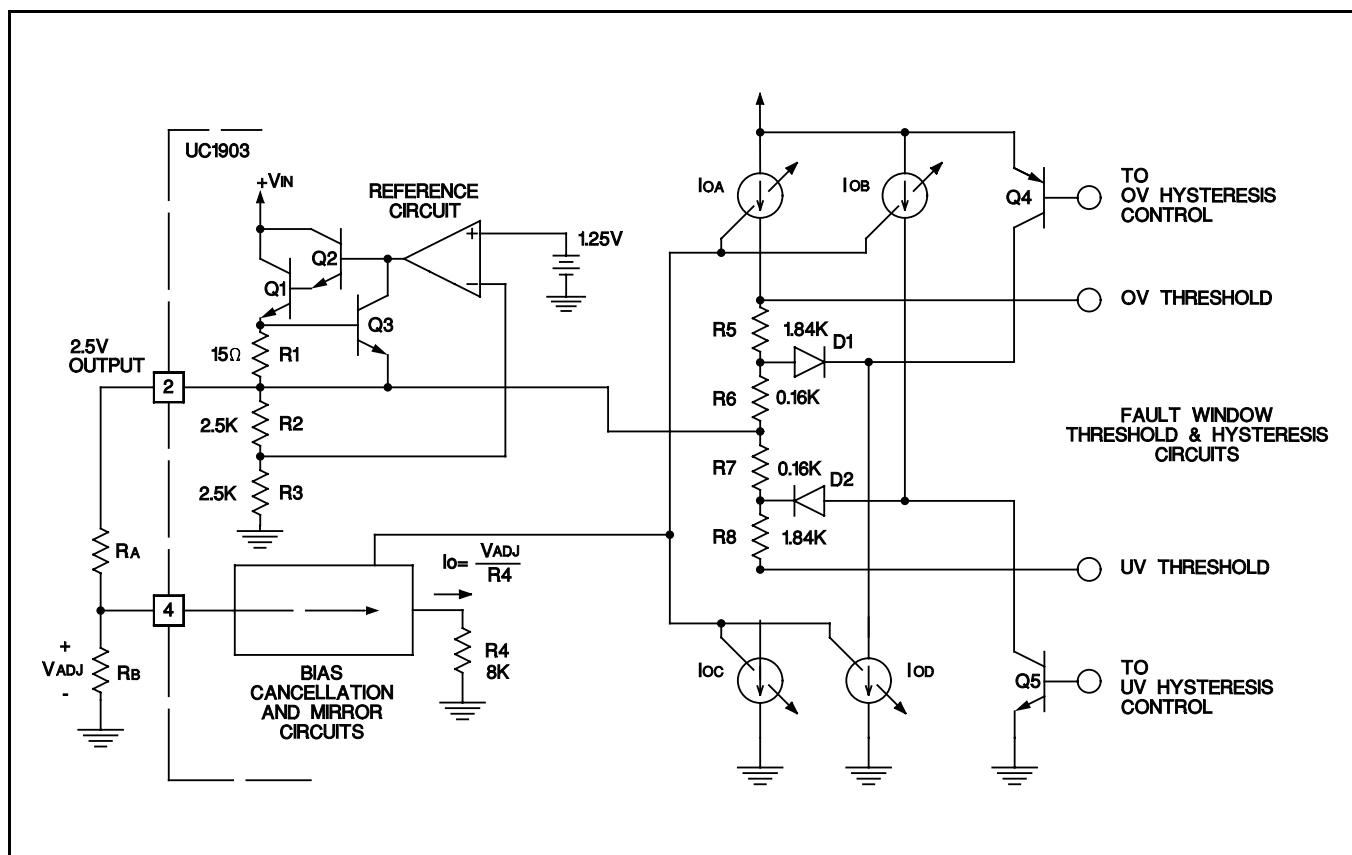 UC1903
+VIN
REFERENCE
CIRCUIT
1.25V
+
−
Q2
Q1
Q3
2.5V
OUTPUT
15Ω
R1
2
2.5K
R2
2.5K
R3
RA
4
+
VADJ
-
RB
IO= VADJ
R4
R4
8K
BIAS
CANCELLATION
AND MIRROR
CIRCUITS
IOA
IOB
Q4
TO
OV HYSTERESIS
CONTROL
OV THRESHOLD
R5
1.84K
D1
R6
0.16K
FAULT WINDOW
THRESHOLD & HYSTERESIS
CIRCUITS
R7
0.16K
D2
R8
1.84K
UV THRESHOLD
IOC
IOD
Q5
TO
UV HYSTERESIS
CONTROL